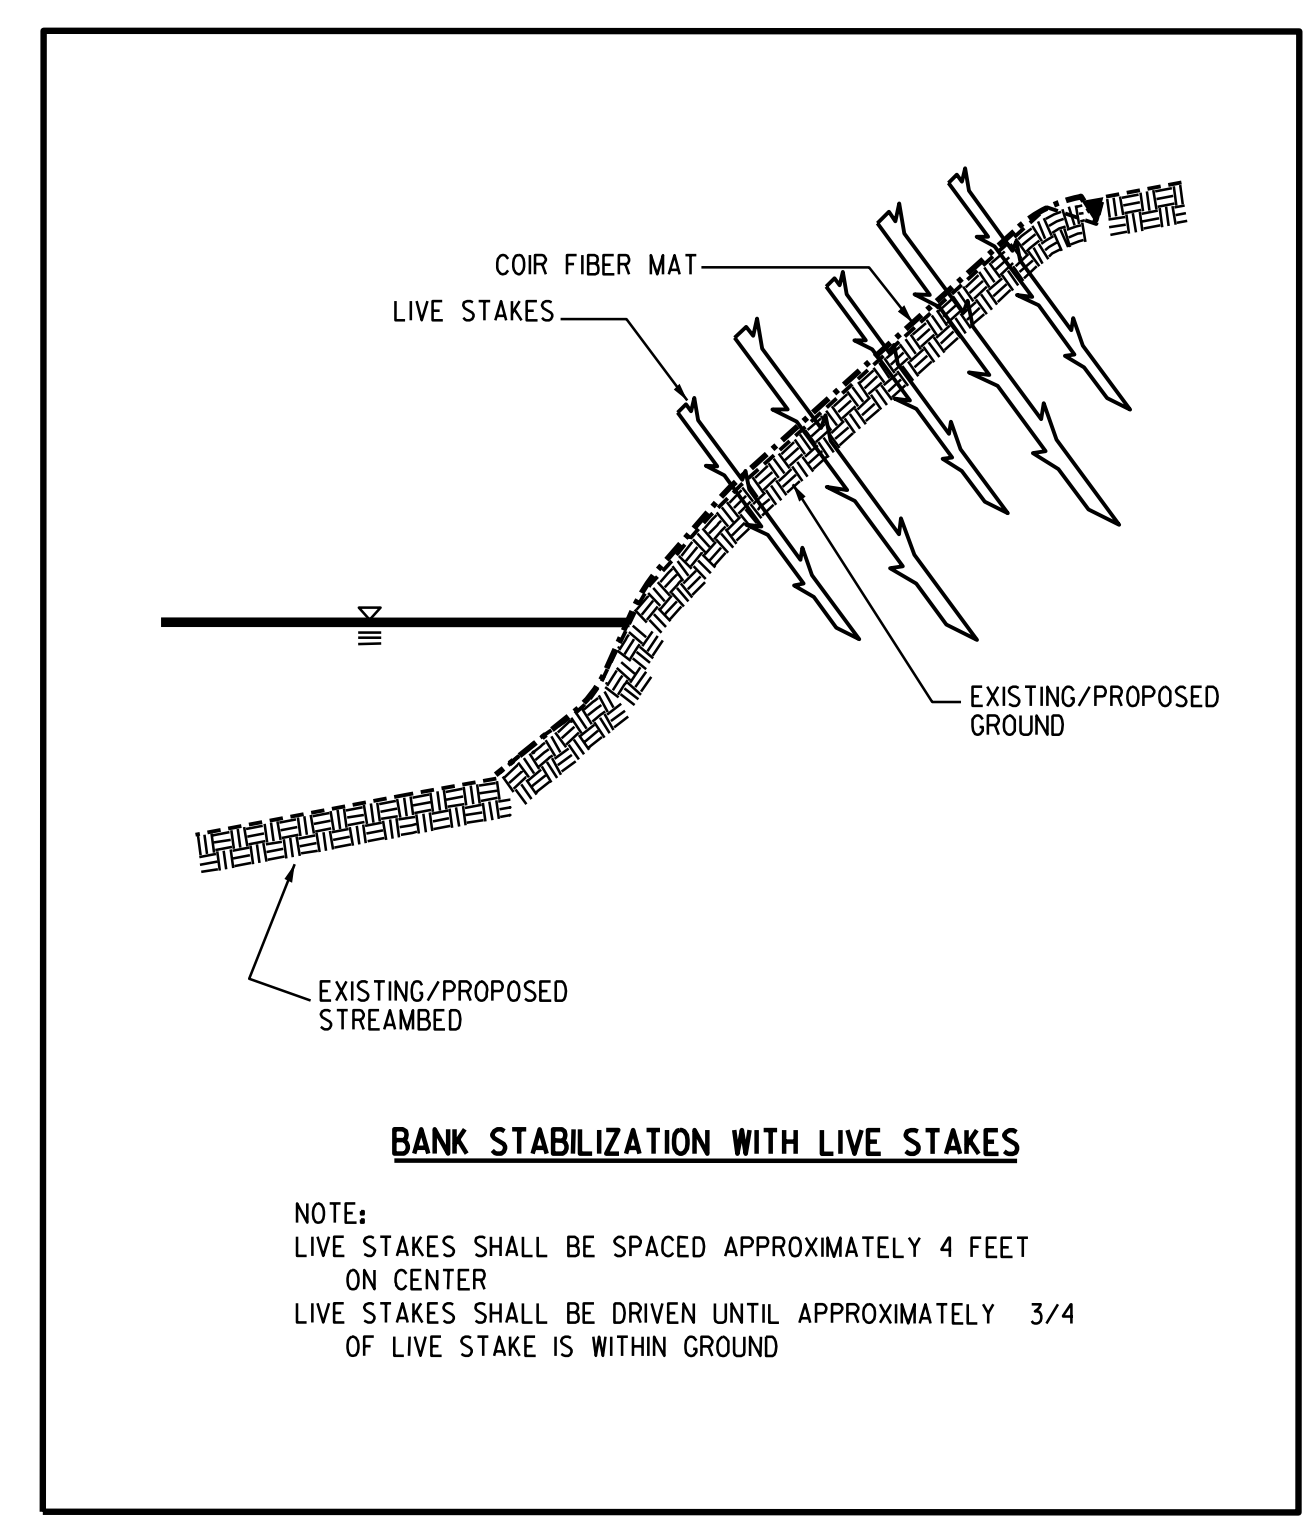 COIR FIBER MAT
LIVE STAKES
EXISTING/PROPOSED
GROUND
EXISTING/PROPOSED
STREAMBED
BANK STABILIZATION WITH LIVE STAKES
NOTE:
LIVE STAKES SHALL BE SPACED APPROXIMATELY 4 FEET
ON CENTER
LIVE STAKES SHALL BE DRIVEN UNTIL APPROXIMATELY 3/4
OF LIVE STAKE IS WITHIN GROUND